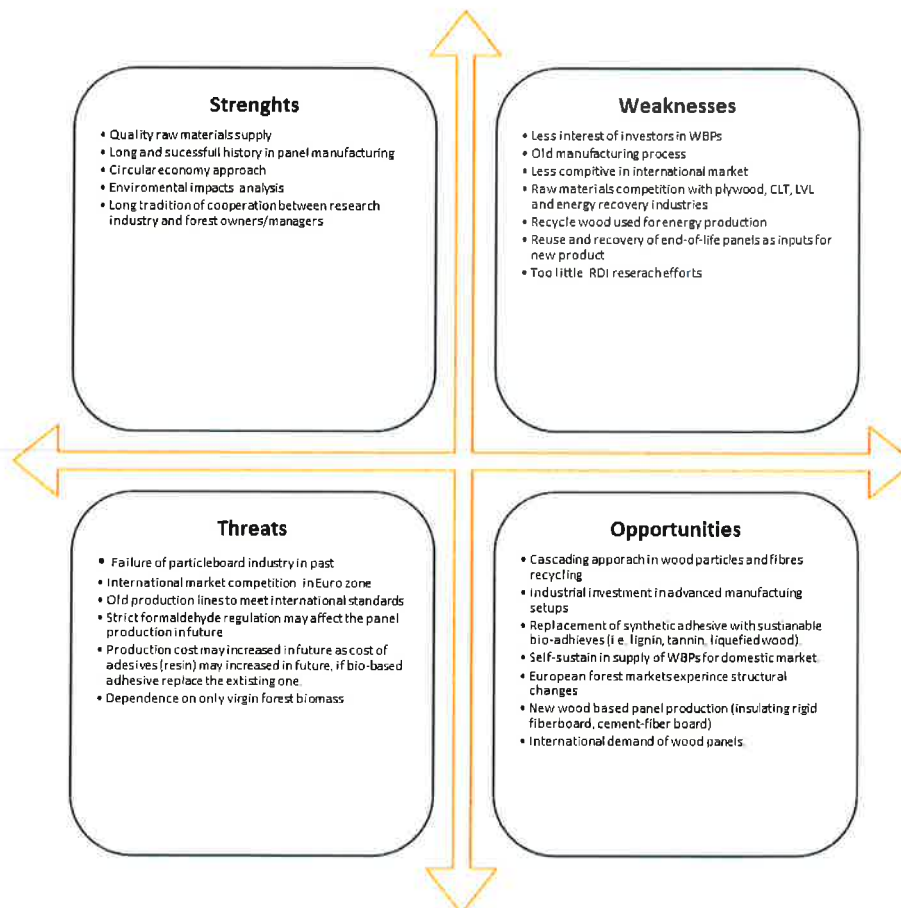 Strenghts
• Quality raw materials supply
• Long and sucessfull history in panel manufacturing
• Circular economy approach
• Enviromental impacts analysis
• Long tradition of cooperation between research
industry and forest owners/managers
Weaknesses
• Less interest of investors in WBPs
• Old manufacturing process
• Less compitive in international market
• Raw materials competition with plywood, CLT, LVL
and energy recovery industries
• Recycle wood used for energy production
• Reuse and recovery of end-of-life panels as inputs for
new product
• Too little RDI reserach efforts
Threats
• Failure of particleboard industry in past
• International market competition in Euro zone
• Old production lines to meet international standards
• Strict formaldehyde regulation may affect the panel
production in future
• Production cost may increased in future as cost of
adesives (resin) may increased in future, if bio-based
adhesive replace the extisting one.
• Dependence on only virgin forest biomass
Opportunities
• Cascading apporach in wood particles and fibres
recycling
• Industrial investment in advanced manufactuing
setups
• Replacement of synthetic adhesive with sustianable
bio-adhieves (i.e. lignin, tannin, liquefied wood).
• Self-sustain in supply of WBPs for domestic market.
• European forest markets experince structural
changes
• New wood based panel production (insulating rigid
fiberboard, cement-fiber board)
• International demand of wood panels.